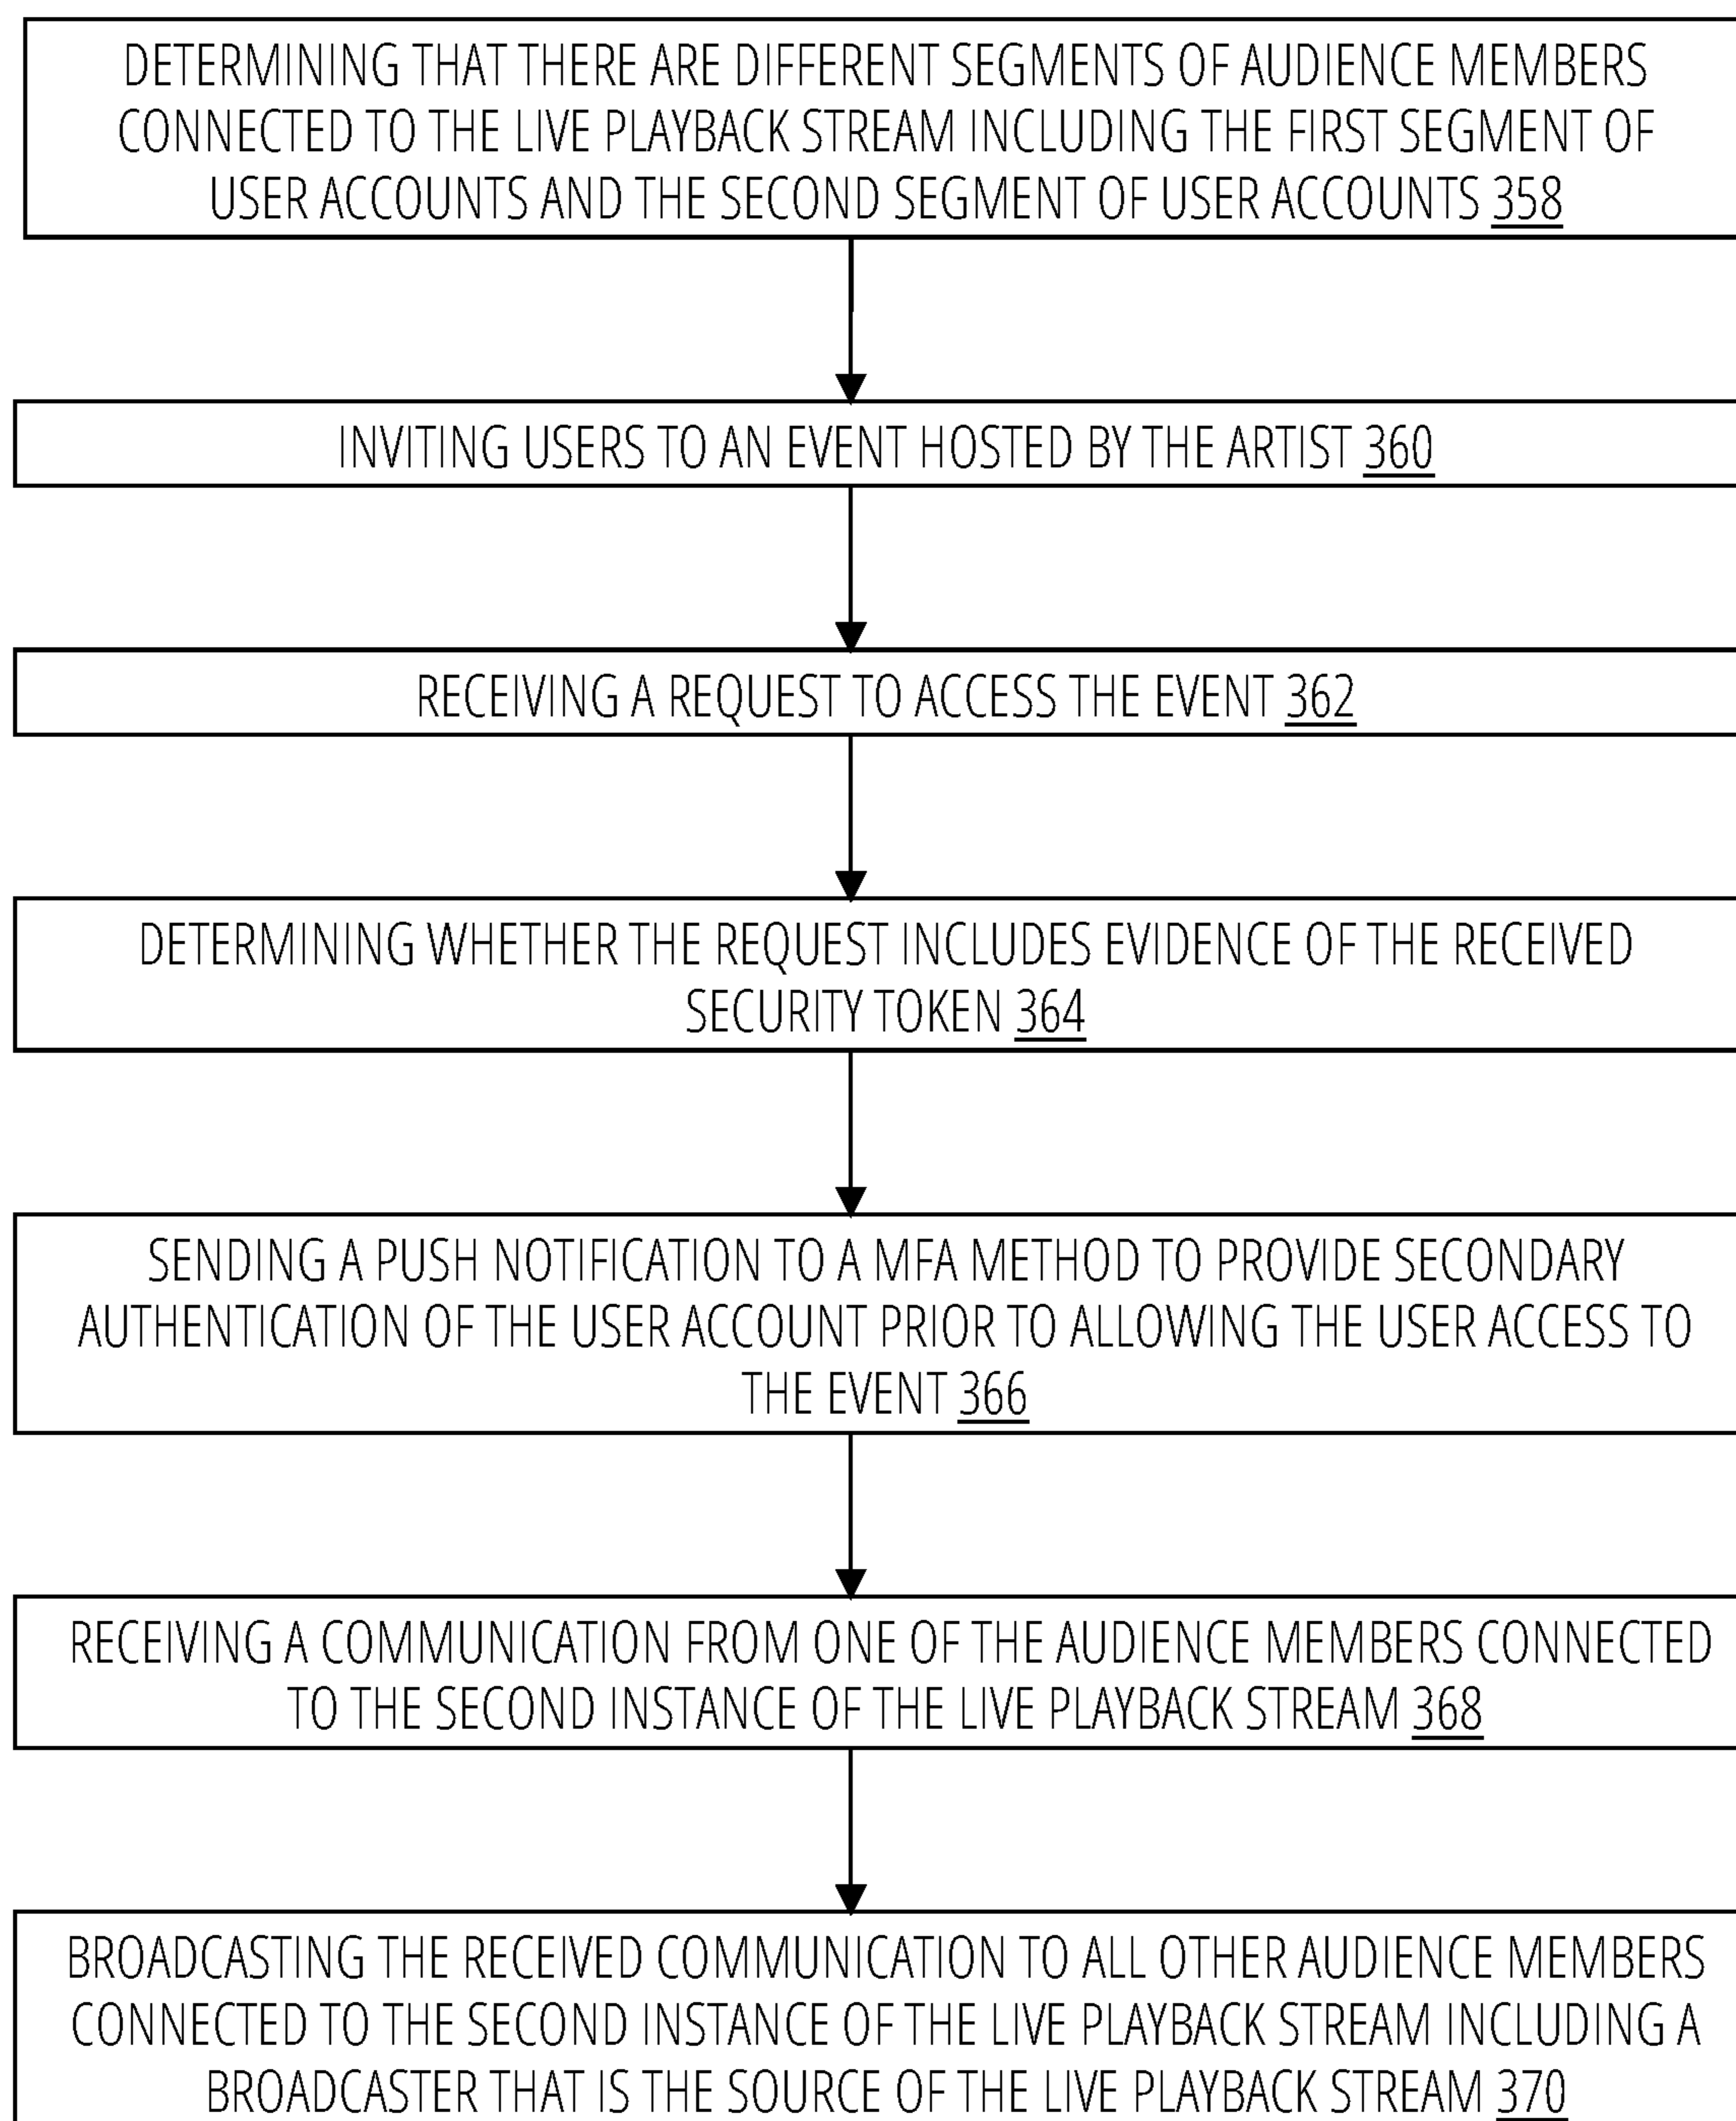 DETERMINING THAT THERE ARE DIFFERENT SEGMENTS OF AUDIENCE MEMBERS
CONNECTED TO THE LIVE PLAYBACK STREAM INCLUDING THE FIRST SEGMENT OF
USER ACCOUNTS AND THE SECOND SEGMENT OF USER ACCOUNTS 358
INVITING USERS TO AN EVENT HOSTED BY THE ARTIST 360
RECEIVING A REQUEST TO ACCESS THE EVENT 362
DETERMINING WHETHER THE REQUEST INCLUDES EVIDENCE OF THE RECEIVED
SECURITY TOKEN 364
SENDING A PUSH NOTIFICATION TO A MFA METHOD TO PROVIDE SECONDARY
AUTHENTICATION OF THE USER ACCOUNT PRIOR TO ALLOWING THE USER ACCESS TO
THE EVENT 366
RECEIVING A COMMUNICATION FROM ONE OF THE AUDIENCE MEMBERS CONNECTED
TO THE SECOND INSTANCE OF THE LIVE PLAYBACK STREAM 368
BROADCASTING THE RECEIVED COMMUNICATION TO ALL OTHER AUDIENCE MEMBERS
CONNECTED TO THE SECOND INSTANCE OF THE LIVE PLAYBACK STREAM INCLUDING A
BROADCASTER THAT IS THE SOURCE OF THE LIVE PLAYBACK STREAM 370